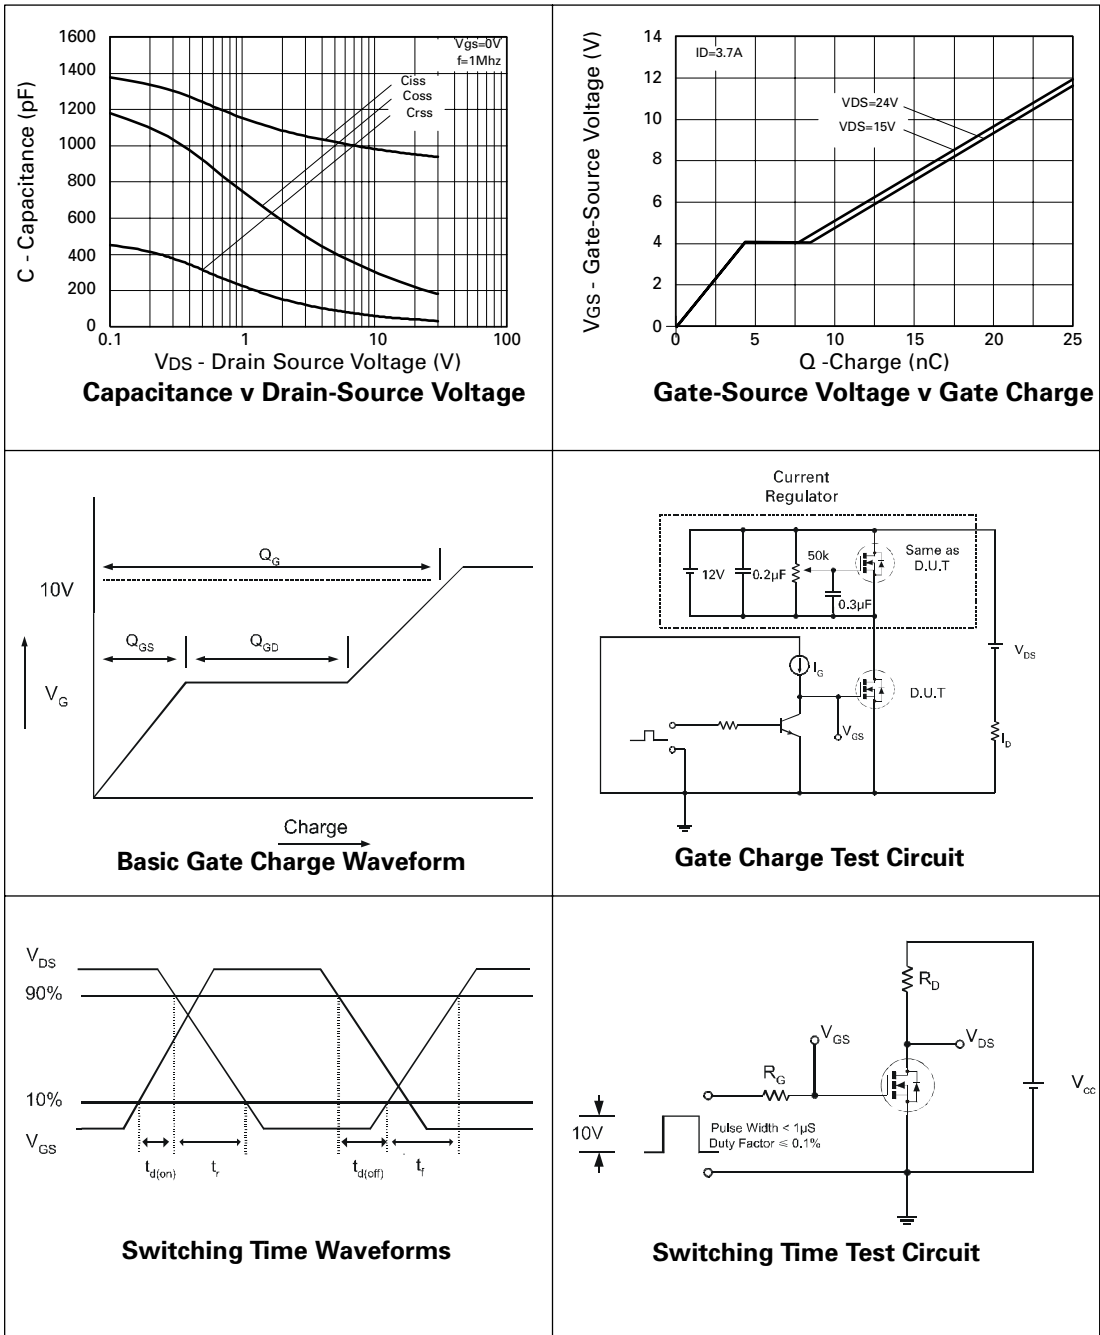 1600
1400
1200
1000
800
600
400
200
0
0.1
1
10
100
C - Capacitance (pF)
Vgs=0V
f=1Mhz
Ciss
Coss
Crss
VDS - Drain Source Voltage (V)
Capacitance v Drain-Source Voltage
14
12
10
8
6
4
2
0
0
5
10
15
20
25
VGS - Gate-Source Voltage (V)
ID=3.7A
VDS=24V
VDS=15V
Q -Charge (nC)
Gate-Source Voltage v Gate Charge
QG
10V
QGS
QGD
VG
Charge
Basic Gate Charge Waveform
Current
Regulator
12V
0.2µF
50k
Same as
D.U.T
0.3µF
IG
VDS
D.U.T
VGS
ID
Gate Charge Test Circuit
VDS
90%
10%
VGS
td(on)
tr
td(off)
tf
Switching Time Waveforms
RD
VGS
VDS
RG
Vcc
10V
Pulse Width < 1µS
Duty Factor ≤ 0.1%
Switching Time Test Circuit